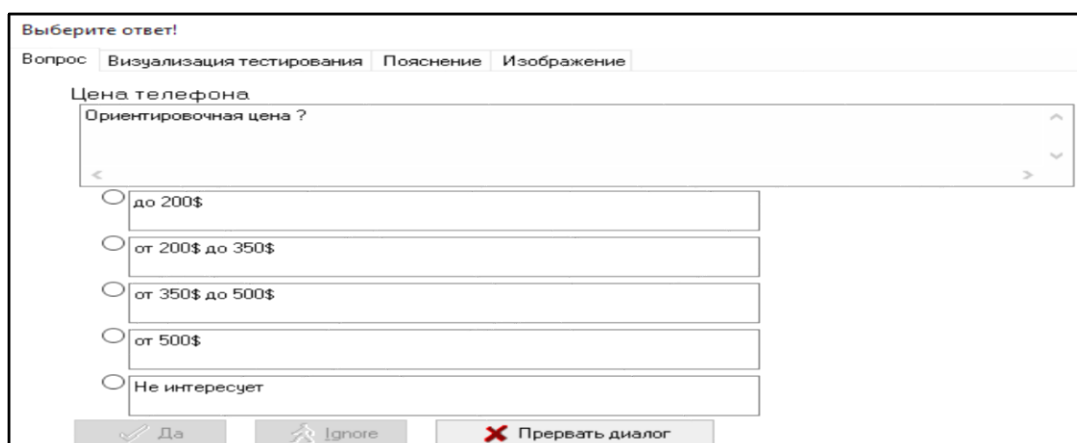 Выберите ответ!
Вопрос Визуализация тестирования Пояснение Изображение
Цена телефона
Ориентировочная цена ?
до 200$
от 200$ до 350$
от 350$ до 500$
от 500$
Не интересует
Да Ignore Прервать диалог